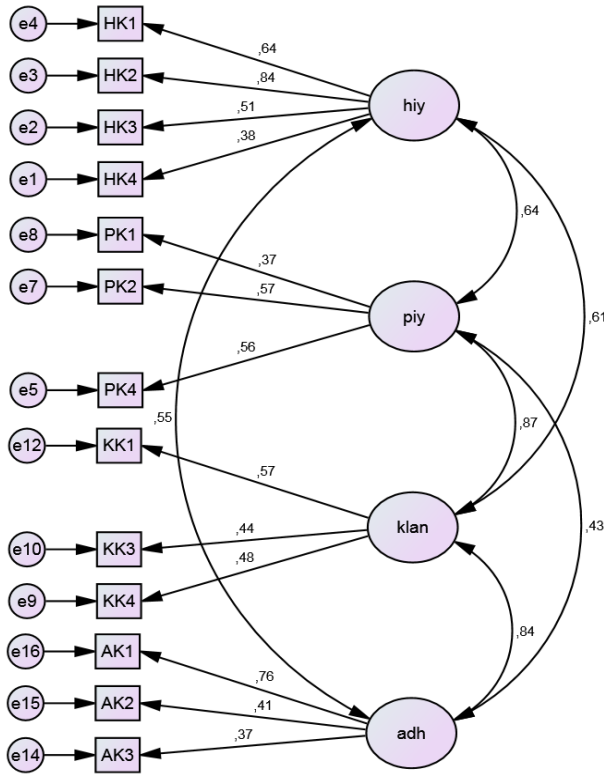 e4 HK1
,64
e3 HK2
,84
hiy
e2 HK3
,51
e1 HK4
,38
e8 PK1
,64
,37
e7 PK2
,57
piy
,61
,56
e5 PK4
,55
,87
e12 KK1
,57
,43
klan
e10 KK3
,44
e9 KK4
,48
,84
e16 AK1
,76
e15 AK2
,41
adh
e14 AK3
,37